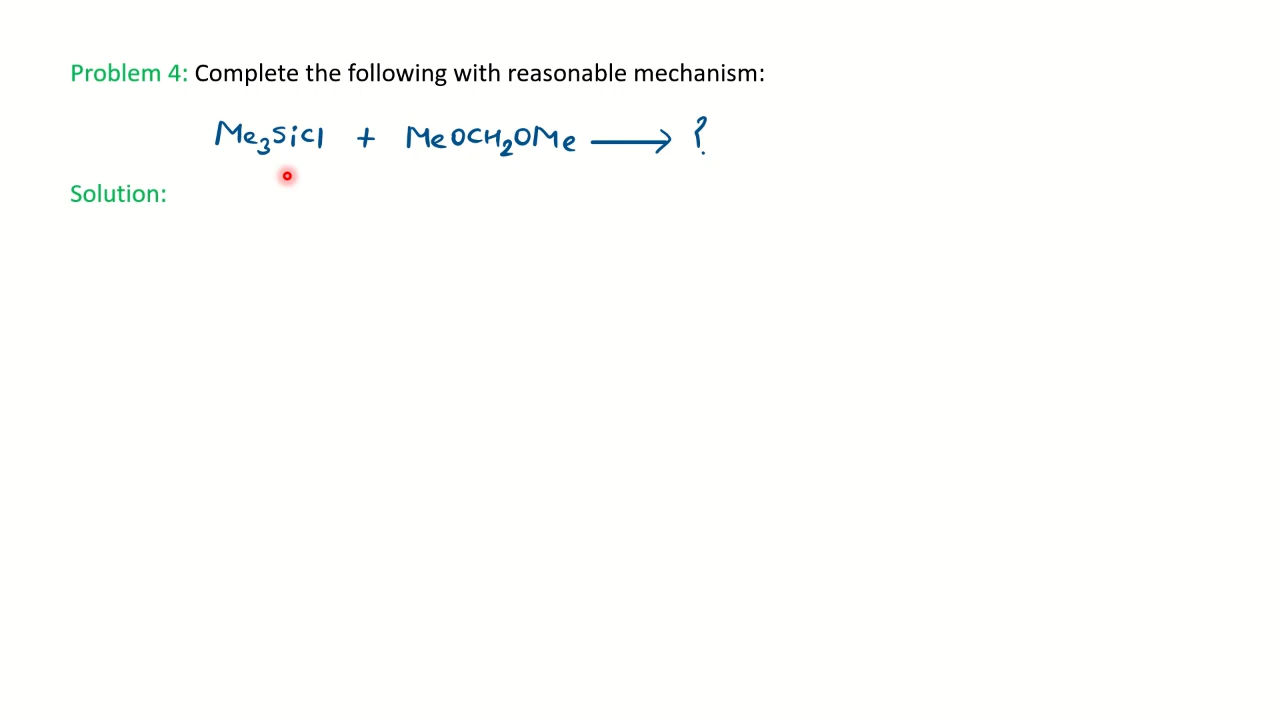 Problem 4: Complete the following with reasonable mechanism:
Me₃SiCl + MeOCH₂OMe ⟶ ?
Solution: